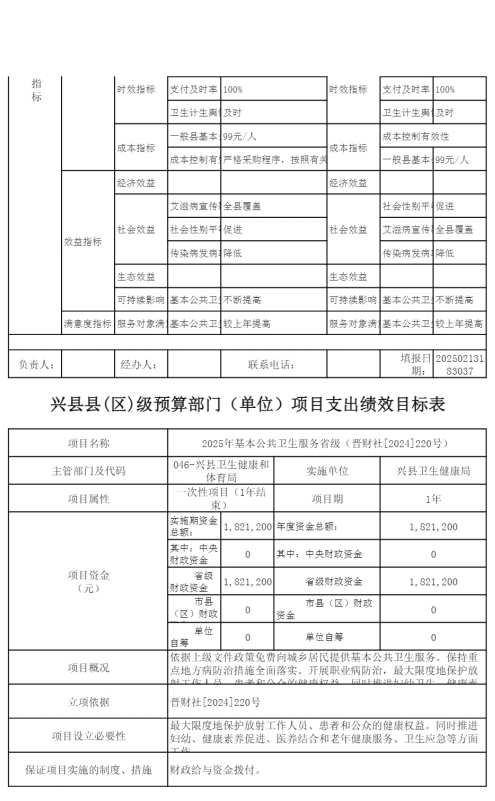 指标
时效指标 支付及时率 100% 时效指标 支付及时率 100%
卫生计生舆 及时 卫生计生舆 及时
成本指标 一般县基本 99元/人 成本指标 成本控制有效性
成本控制有 严格采购程序，按照有关 一般县基本 99元/人
经济效益 经济效益
效益指标 社会效益 艾滋病宣传 全县覆盖 社会效益 社会性别平 促进
社会性别平 促进 艾滋病宣传 全县覆盖
传染病发病 降低 传染病发病 降低
生态效益 生态效益
可持续影响 基本公共卫 不断提高 可持续影响 基本公共卫 不断提高
满意度指标 服务对象满 基本公共卫 较上年提高 服务对象满 基本公共卫 较上年提高
负责人： 经办人： 联系电话： 填报日期： 20250213183037
兴县县(区)级预算部门（单位）项目支出绩效目标表
项目名称 2025年基本公共卫生服务省级（晋财社[2024]220号）
主管部门及代码 046-兴县卫生健康和体育局 实施单位 兴县卫生健康局
项目属性 一次性项目（1年结束） 项目期 1年
项目资金（元） 实施期资金总额： 1,821,200 年度资金总额： 1,821,200
其中：中央财政资金 0 其中：中央财政资金 0
省级财政资金 1,821,200 省级财政资金 1,821,200
市县（区）财政 0 市县（区）财政资金 0
单位自筹 0 单位自筹 0
项目概况 依据上级文件政策免费向城乡居民提供基本公共卫生服务。保持重
点地方病防治措施全面落实。开展职业病防治，最大限度地保护放
射工作人员、患者和公众的健康权益。同时推进妇幼卫生、健康素
立项依据 晋财社[2024]220号
项目设立必要性 最大限度地保护放射工作人员、患者和公众的健康权益。同时推进
妇幼、健康素养促进、医养结合和老年健康服务、卫生应急等方面
工作
保证项目实施的制度、措施 财政给与资金拨付。